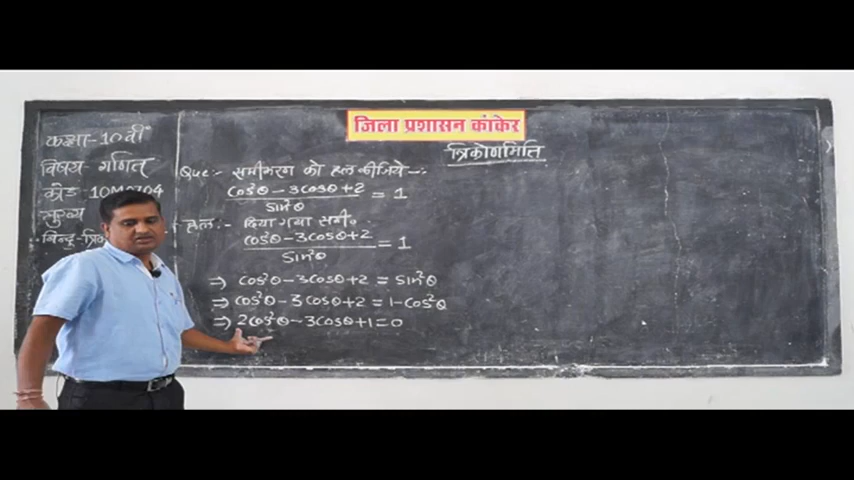 जिला प्रशासन कांकेर
त्रिकोणमिति
कक्षा-10वीं
विषय- गणित
कोड- 10M
मुख्य
बिन्दु-
Que:- समीकरण को हल कीजिये -:
cos²θ - 3cosθ + 2 / sin²θ = 1
हल:- दिया गया समी.
cos²θ - 3cosθ + 2 / sin²θ = 1
⇒ cos²θ - 3cosθ + 2 = sin²θ
⇒ cos²θ - 3cosθ + 2 = 1 - cos²θ
⇒ 2cos²θ - 3cosθ + 1 = 0